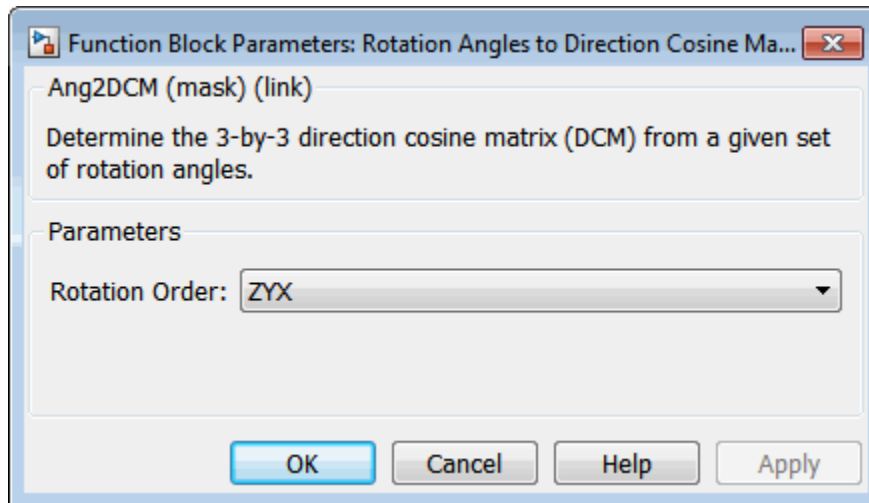 Function Block Parameters: Rotation Angles to Direction Cosine Ma...
Ang2DCM (mask) (link)
Determine the 3-by-3 direction cosine matrix (DCM) from a given set
of rotation angles.
Parameters
Rotation Order: ZYX
OK Cancel Help Apply